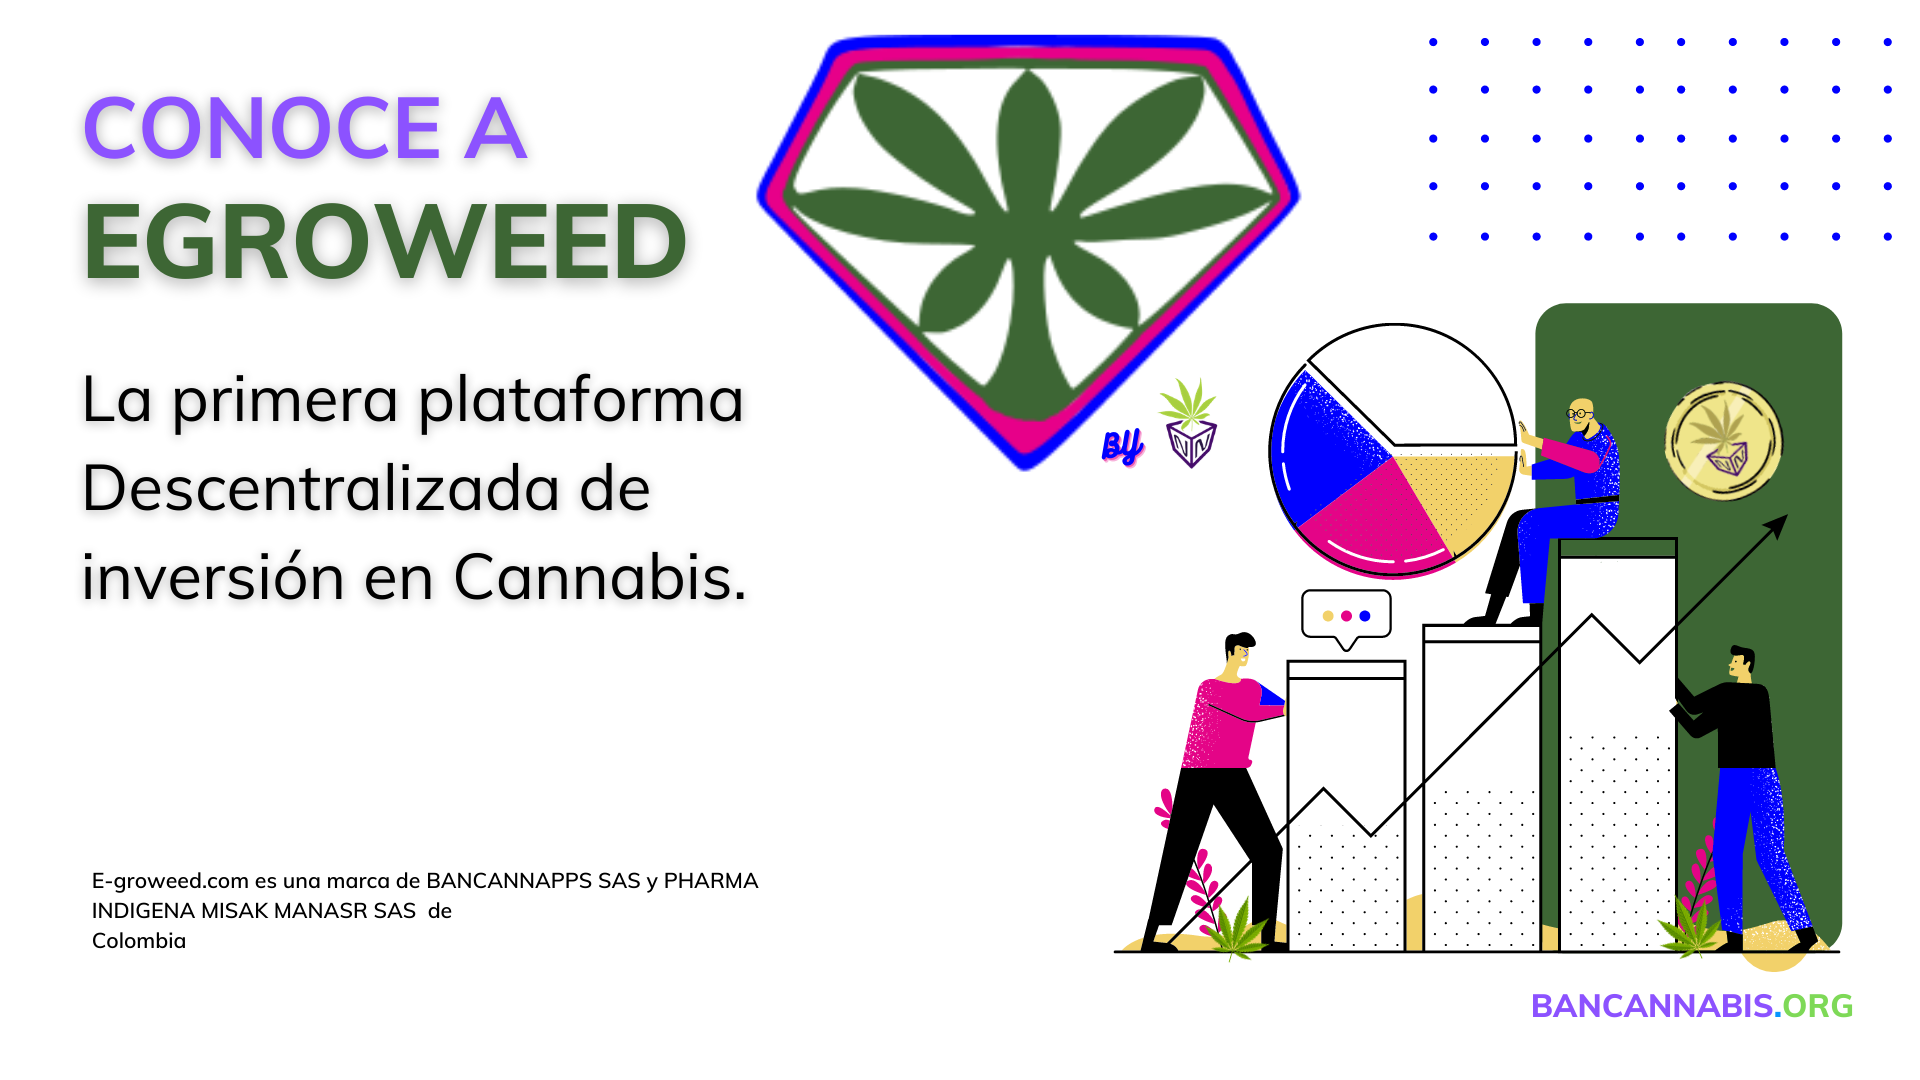 CONOCE A
EGROWEED
La primera plataforma
Descentralizada de
inversión en Cannabis.
BY
E-groweed.com es una marca de BANCANNAPPS SAS y PHARMA
INDIGENA MISAK MANASR SAS de
Colombia
BANCANNABIS.ORG